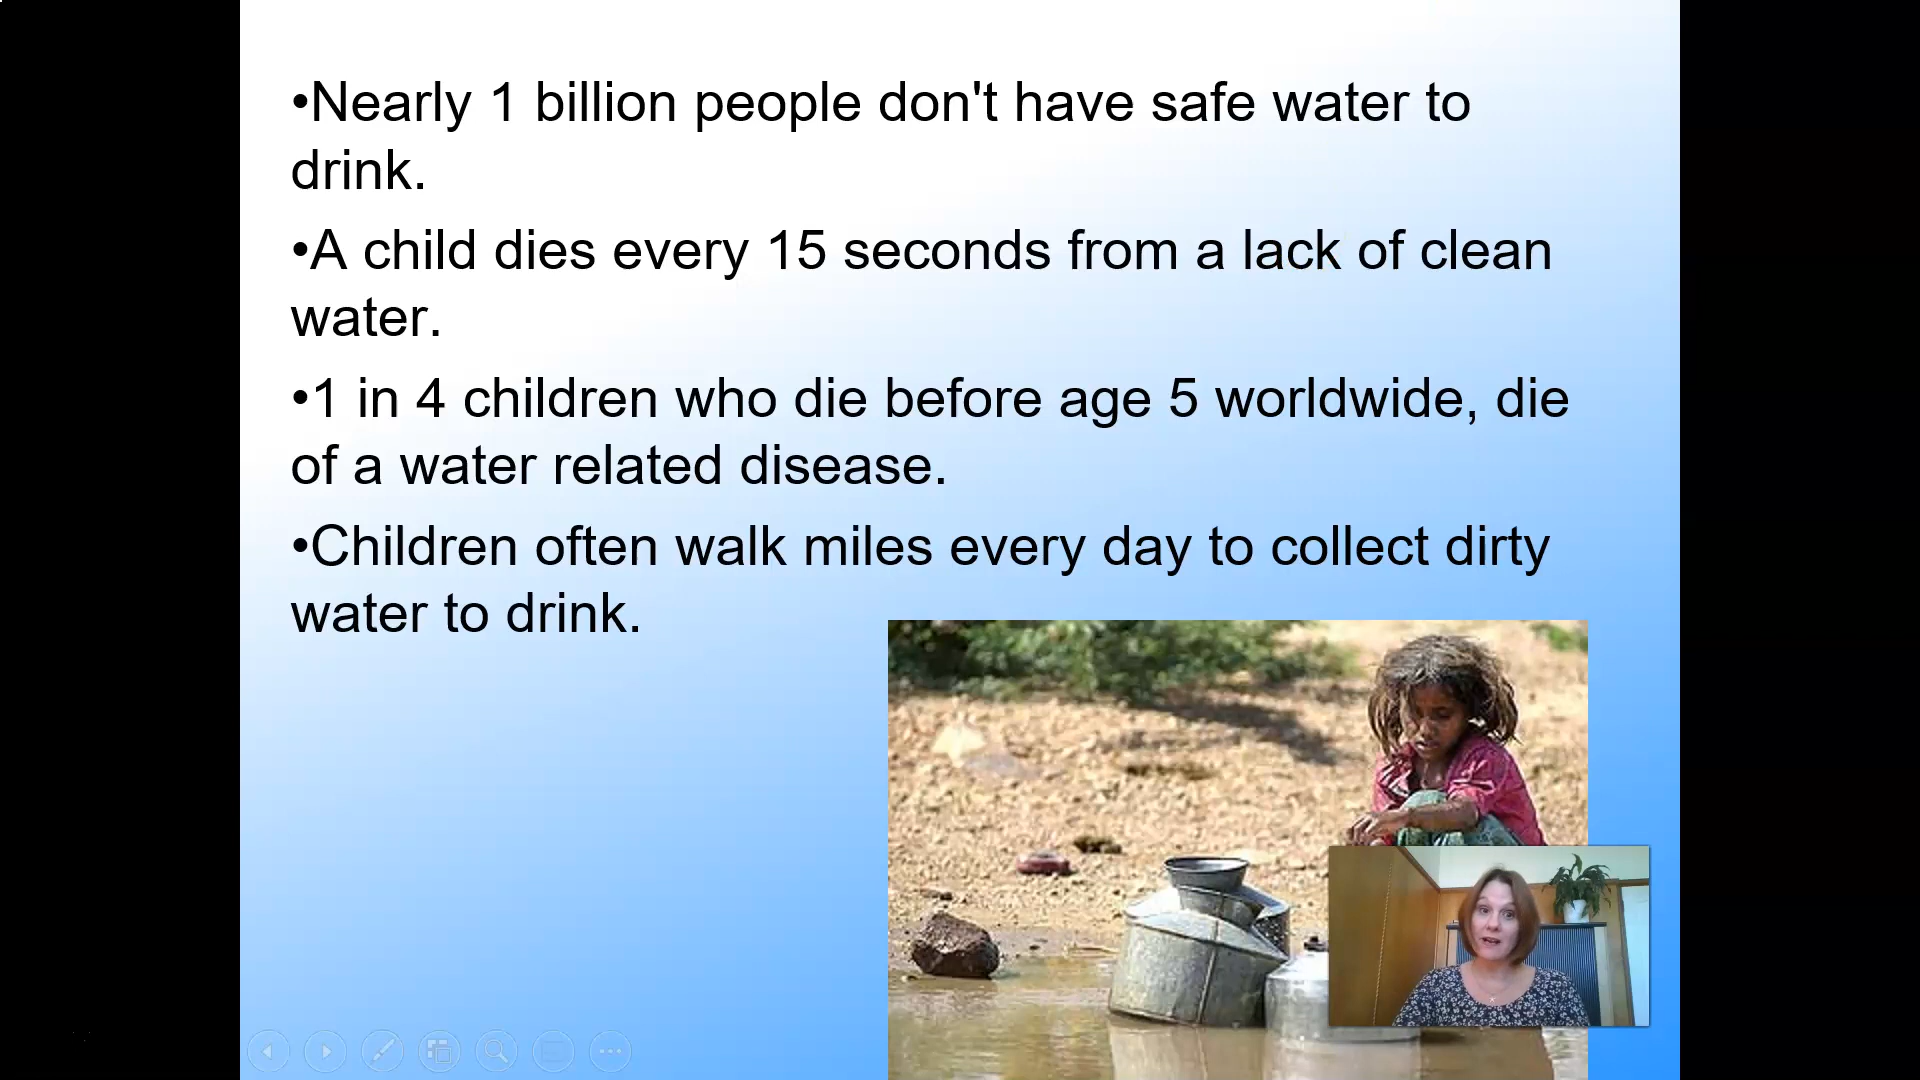 •Nearly 1 billion people don't have safe water to
drink.
•A child dies every 15 seconds from a lack of clean
water.
•1 in 4 children who die before age 5 worldwide, die
of a water related disease.
•Children often walk miles every day to collect dirty
water to drink.